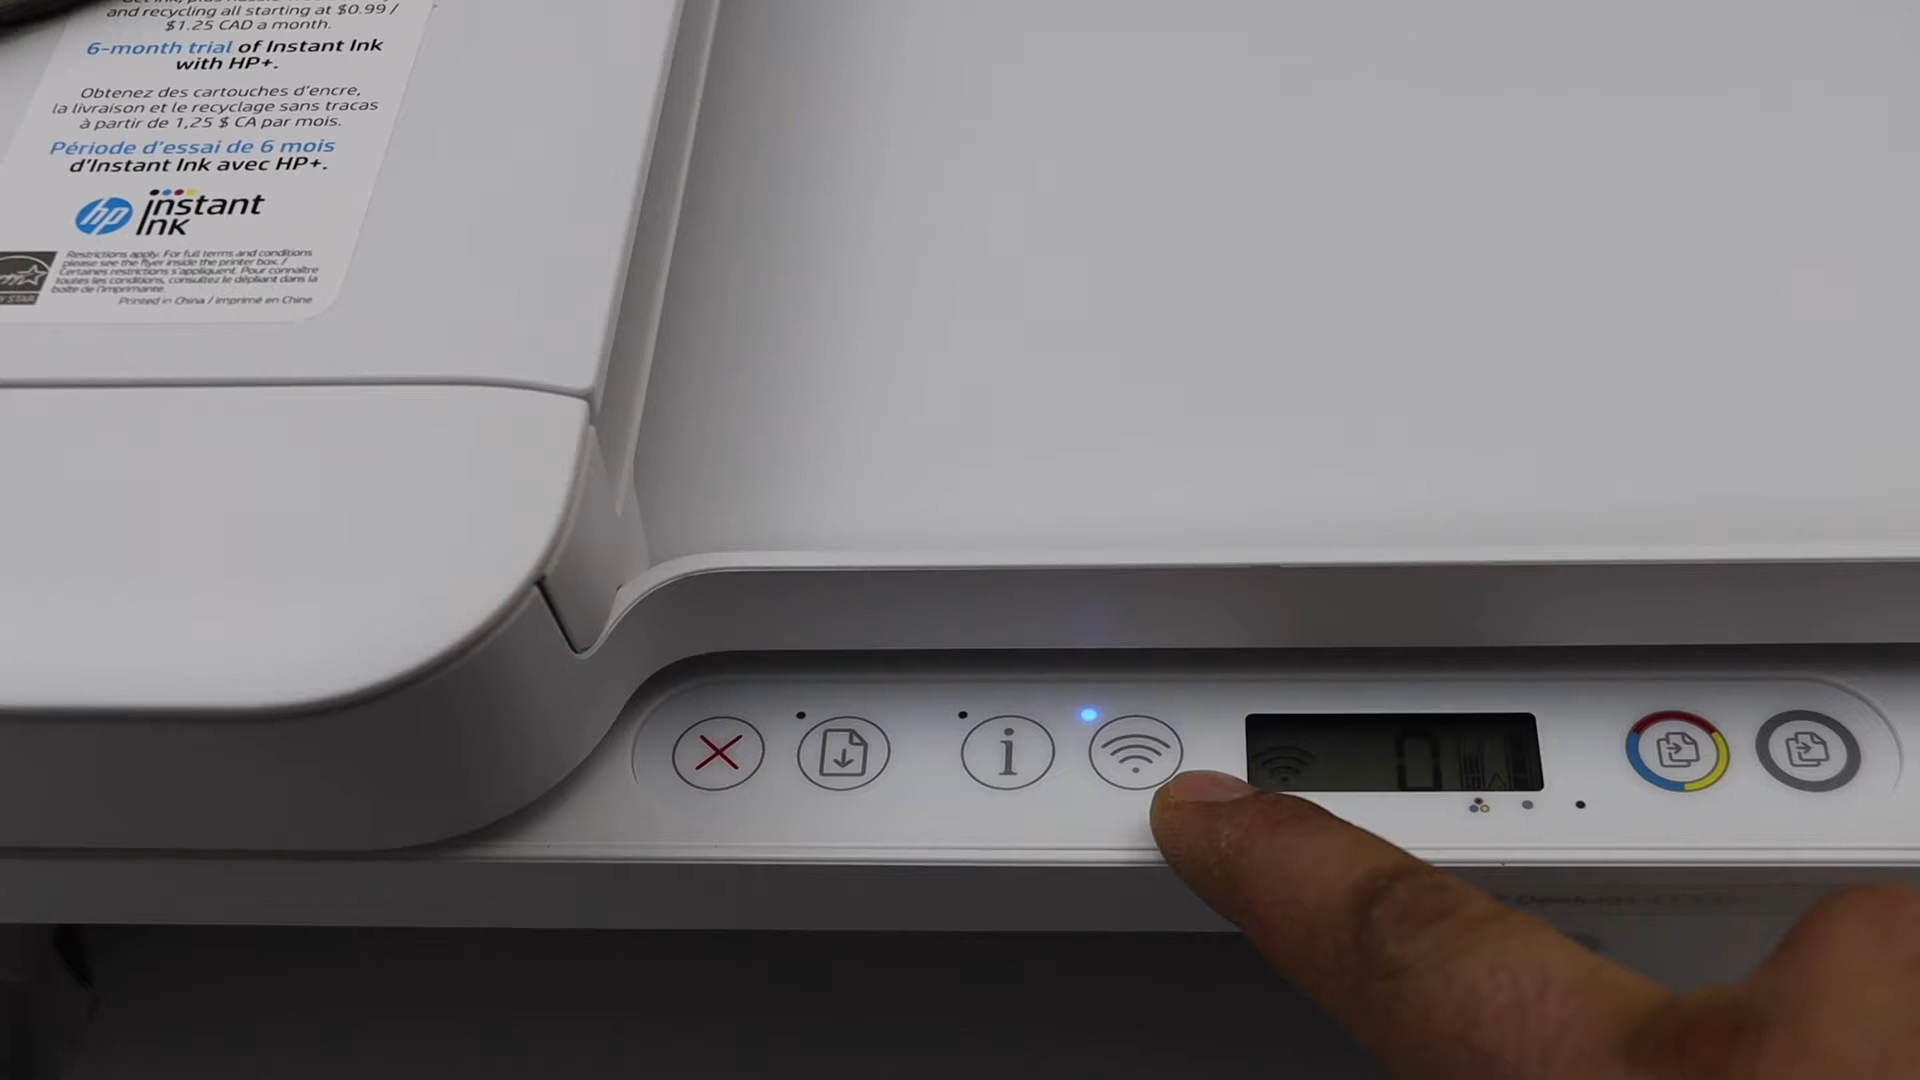 and recycling all starting at $0.99 /
$1.25 CAD a month.
6-month trial of Instant Ink
with HP+.
Obtenez des cartouches d'encre,
la livraison et le recyclage sans tracas
à partir de 1,25 $ CA par mois.
Période d'essai de 6 mois
d'Instant Ink avec HP+.
hp instant
ink
Restrictions apply. For full terms and conditions
please see the flyer inside the printer box. /
Certaines restrictions s'appliquent. Pour connaître
toutes les conditions, consultez le dépliant dans la
boîte de l'imprimante.
Printed in China / Imprimé en Chine
STAR
i
0
DeskJet